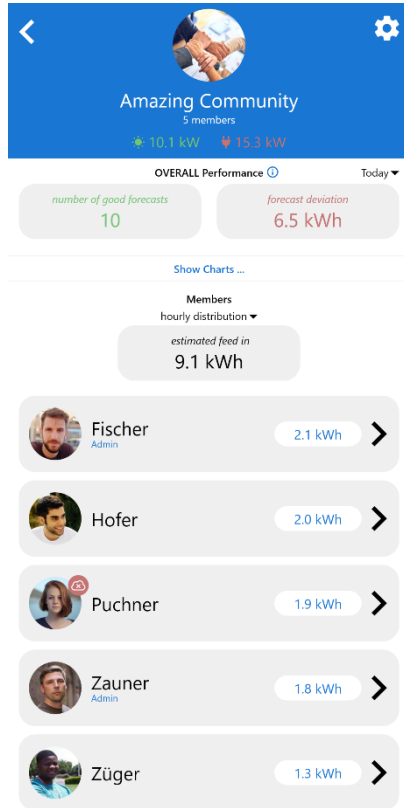 Amazing Community
5 members
10.1 kW 15.3 kW
OVERALL Performance Today
number of good forecasts
10
forecast deviation
6.5 kWh
Show Charts ...
Members
hourly distribution
estimated feed in
9.1 kWh
Fischer
Admin
2.1 kWh
Hofer
2.0 kWh
Puchner
1.9 kWh
Zauner
Admin
1.8 kWh
Züger
1.3 kWh